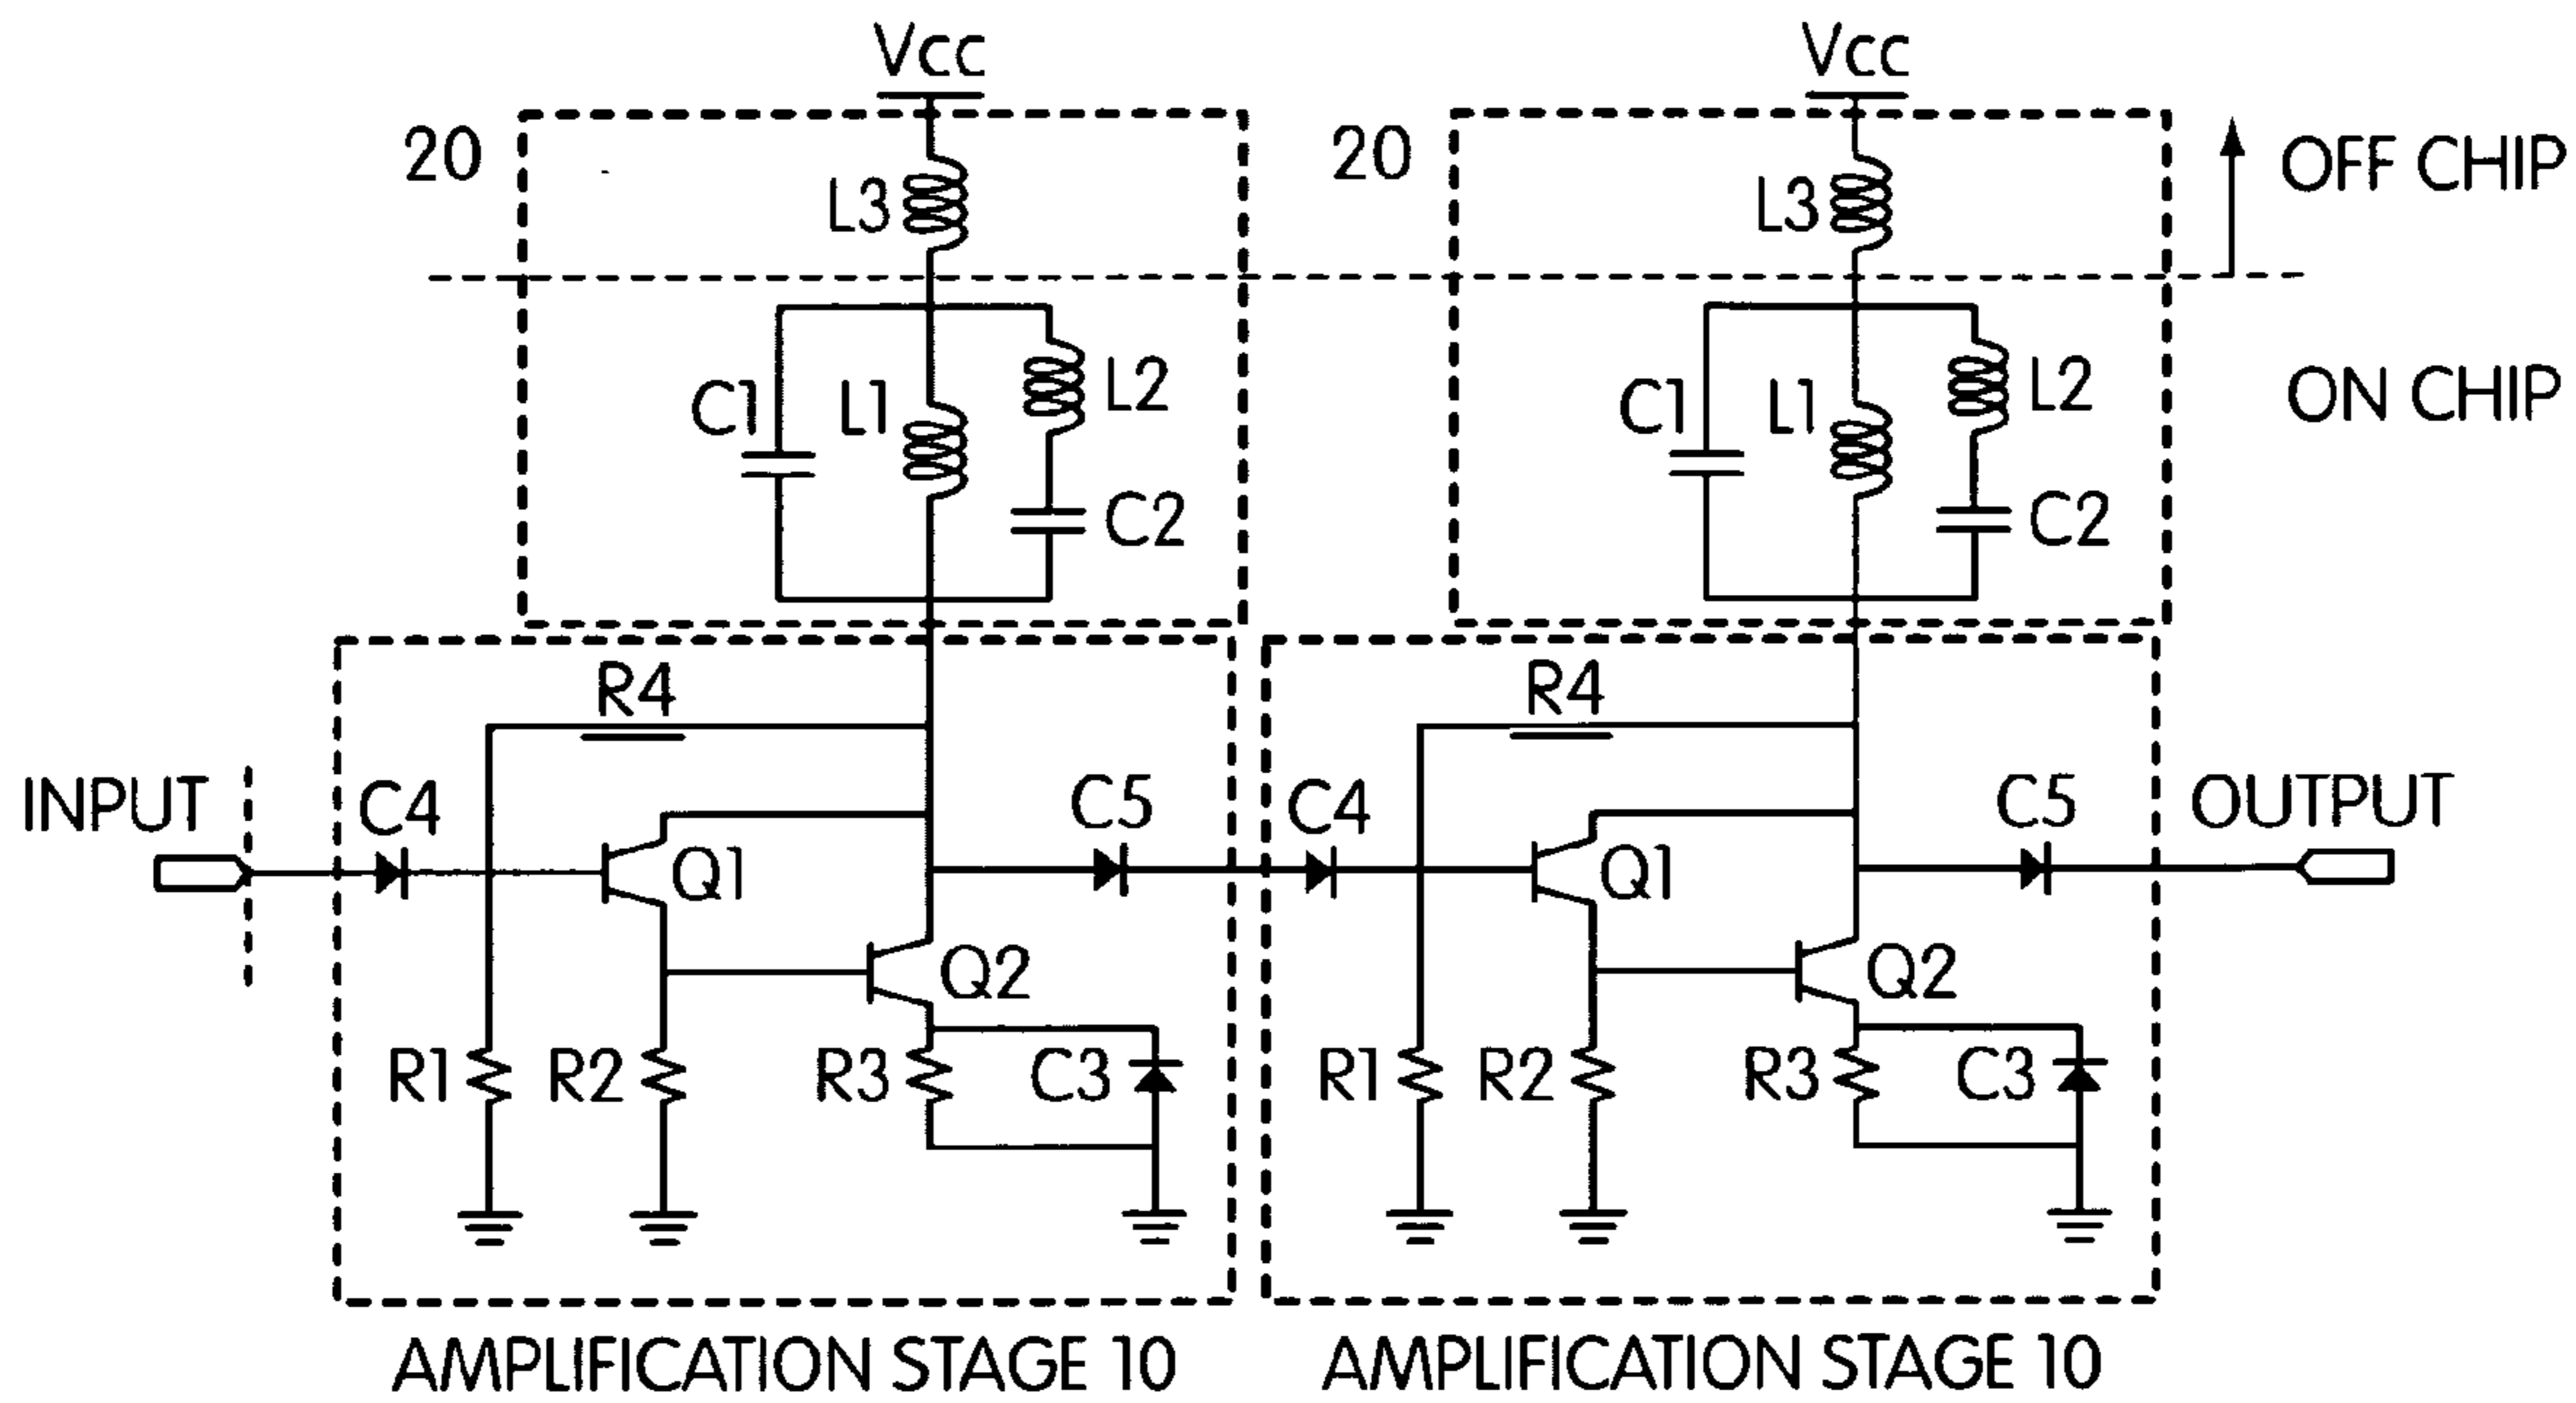 Vcc
Vcc
20
20
OFF CHIP
L3
L3
L2
L2
C1
L1
C1
L1
ON CHIP
C2
C2
R4
R4
INPUT
C4
C5
C4
C5
OUTPUT
Q1
Q1
Q2
Q2
R1
R2
R3
C3
R1
R2
R3
C3
AMPLIFICATION STAGE 10
AMPLIFICATION STAGE 10